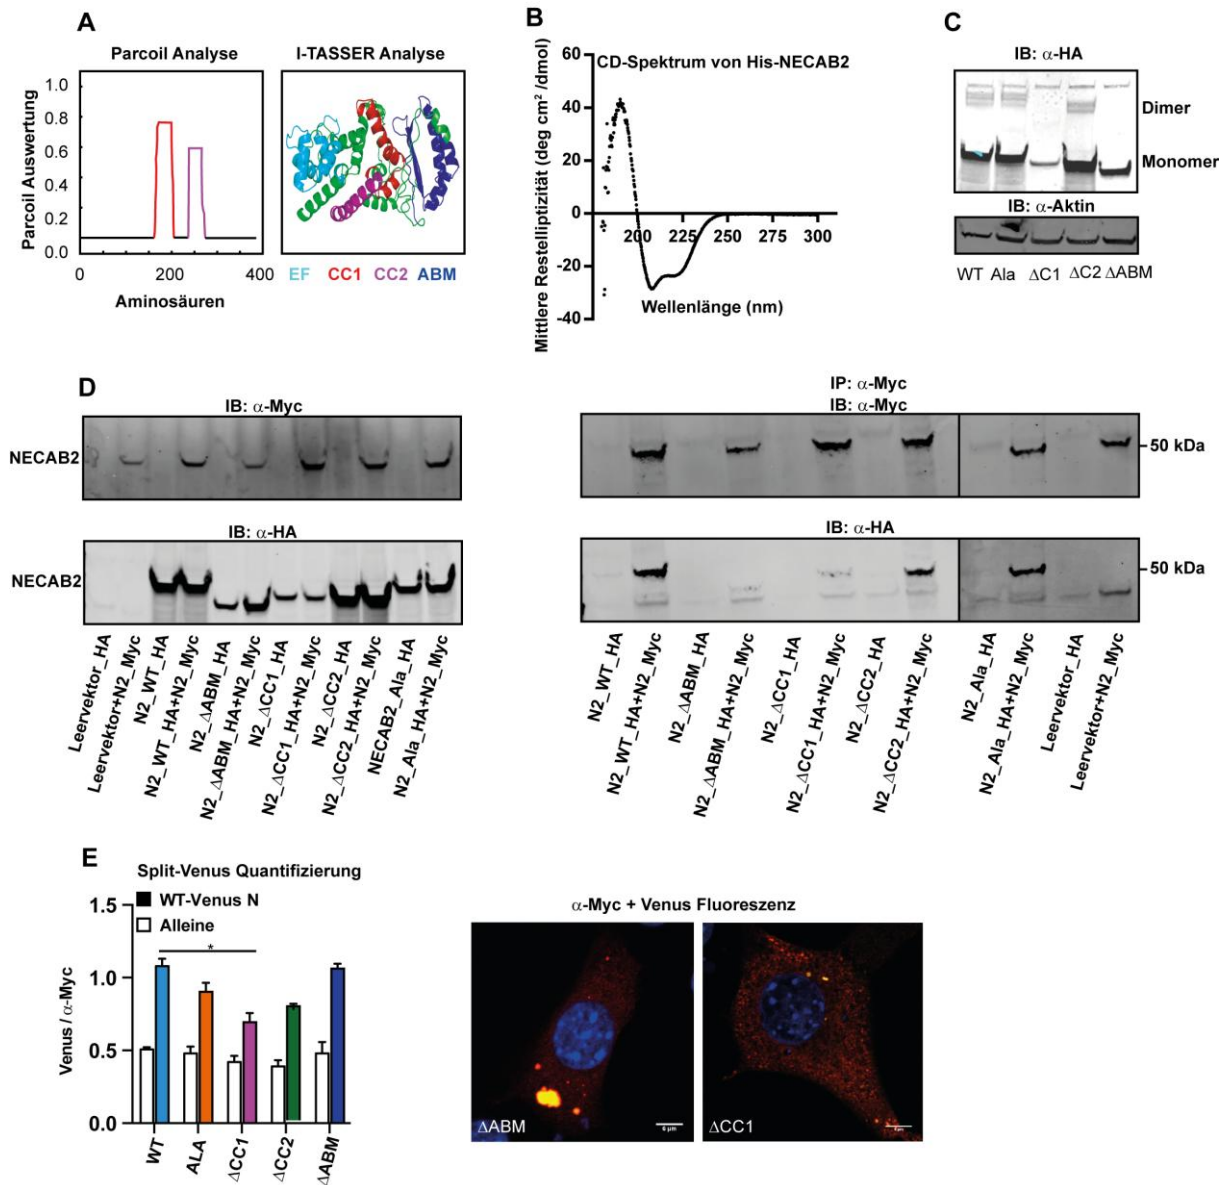 A
Parcoil Analyse
I-TASSER Analyse
Parcoil Auswertung
1.0
0.8
0.6
0.4
0.2
0.0
0
200
400
Aminosäuren
EF CC1 CC2 ABM
B
CD-Spektrum von His-NECAB2
Mittlere Restelliptizität (deg cm² /dmol)
60
40
20
0
-20
-40
200 225 250 275 300
Wellenlänge (nm)
C
IB: α-HA
Dimer
Monomer
IB: α-Aktin
WT Ala ΔC1 ΔC2 ΔABM
D
IB: α-Myc
NECAB2
IB: α-HA
NECAB2
Leervektor_HA
Leervektor+N2_Myc
N2_WT_HA
N2_WT_HA+N2_Myc
N2_ΔABM_HA
N2_ΔABM_HA+N2_Myc
N2_ΔCC1_HA
N2_ΔCC1_HA+N2_Myc
N2_ΔCC2_HA
N2_ΔCC2_HA+N2_Myc
NECAB2_Ala_HA
N2_Ala_HA+N2_Myc
IP: α-Myc
IB: α-Myc
50 kDa
IB: α-HA
50 kDa
N2_WT_HA
N2_WT_HA+N2_Myc
N2_ΔABM_HA
N2_ΔABM_HA+N2_Myc
N2_ΔCC1_HA
N2_ΔCC1_HA+N2_Myc
N2_ΔCC2_HA
N2_ΔCC2_HA+N2_Myc
N2_Ala_HA
N2_Ala_HA+N2_Myc
Leervektor_HA
Leervektor+N2_Myc
E
Split-Venus Quantifizierung
WT-Venus N
Alleine
Venus / α-Myc
1.5
1.0
0.5
0.0
*
WT
ALA
ΔCC1
ΔCC2
ΔABM
α-Myc + Venus Fluoreszenz
ΔABM
6 µm
ΔCC1